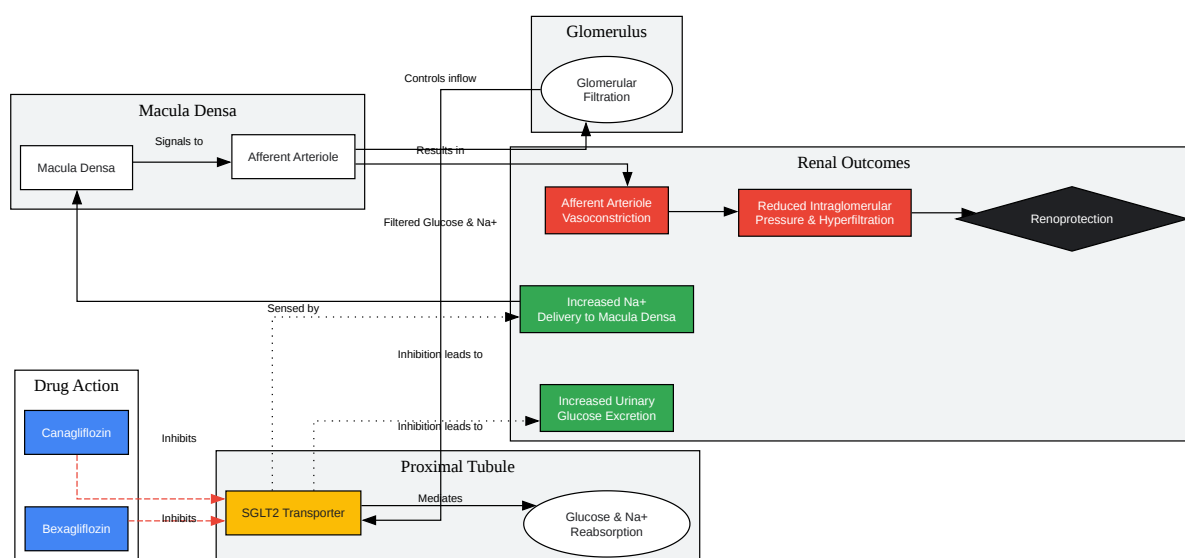 Glomerulus
Controls inflow
Glomerular
Filtration
Macula Densa
Signals to
Macula Densa
Afferent Arteriole
Results in
Renal Outcomes
Afferent Arteriole
Vasoconstriction
Reduced Intraglomerular
Pressure & Hyperfiltration
Renoprotection
Filtered Glucose & Na+
Increased Na+
Delivery to Macula Densa
Sensed by
Inhibition leads to
Drug Action
Canagliflozin
Inhibits
Increased Urinary
Glucose Excretion
Inhibition leads to
Proximal Tubule
SGLT2 Transporter
Mediates
Glucose & Na+
Reabsorption
Bexagliflozin
Inhibits